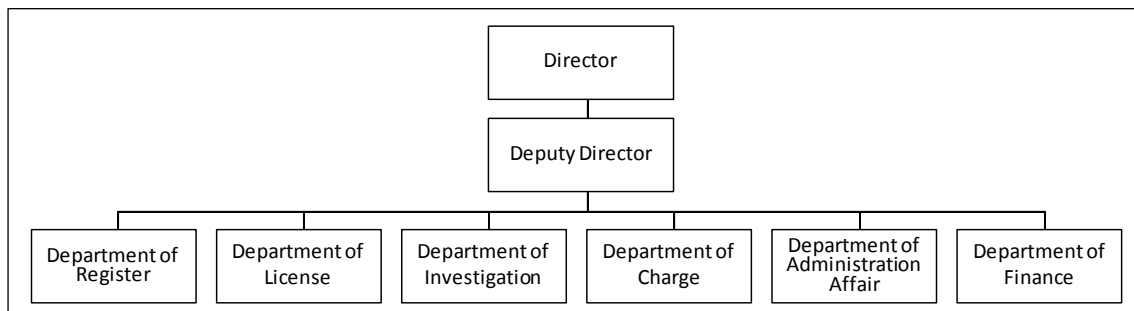 Director
Deputy Director
Department of
Register
Department of
License
Department of
Investigation
Department of
Charge
Department of
Administration
Affair
Department of
Finance